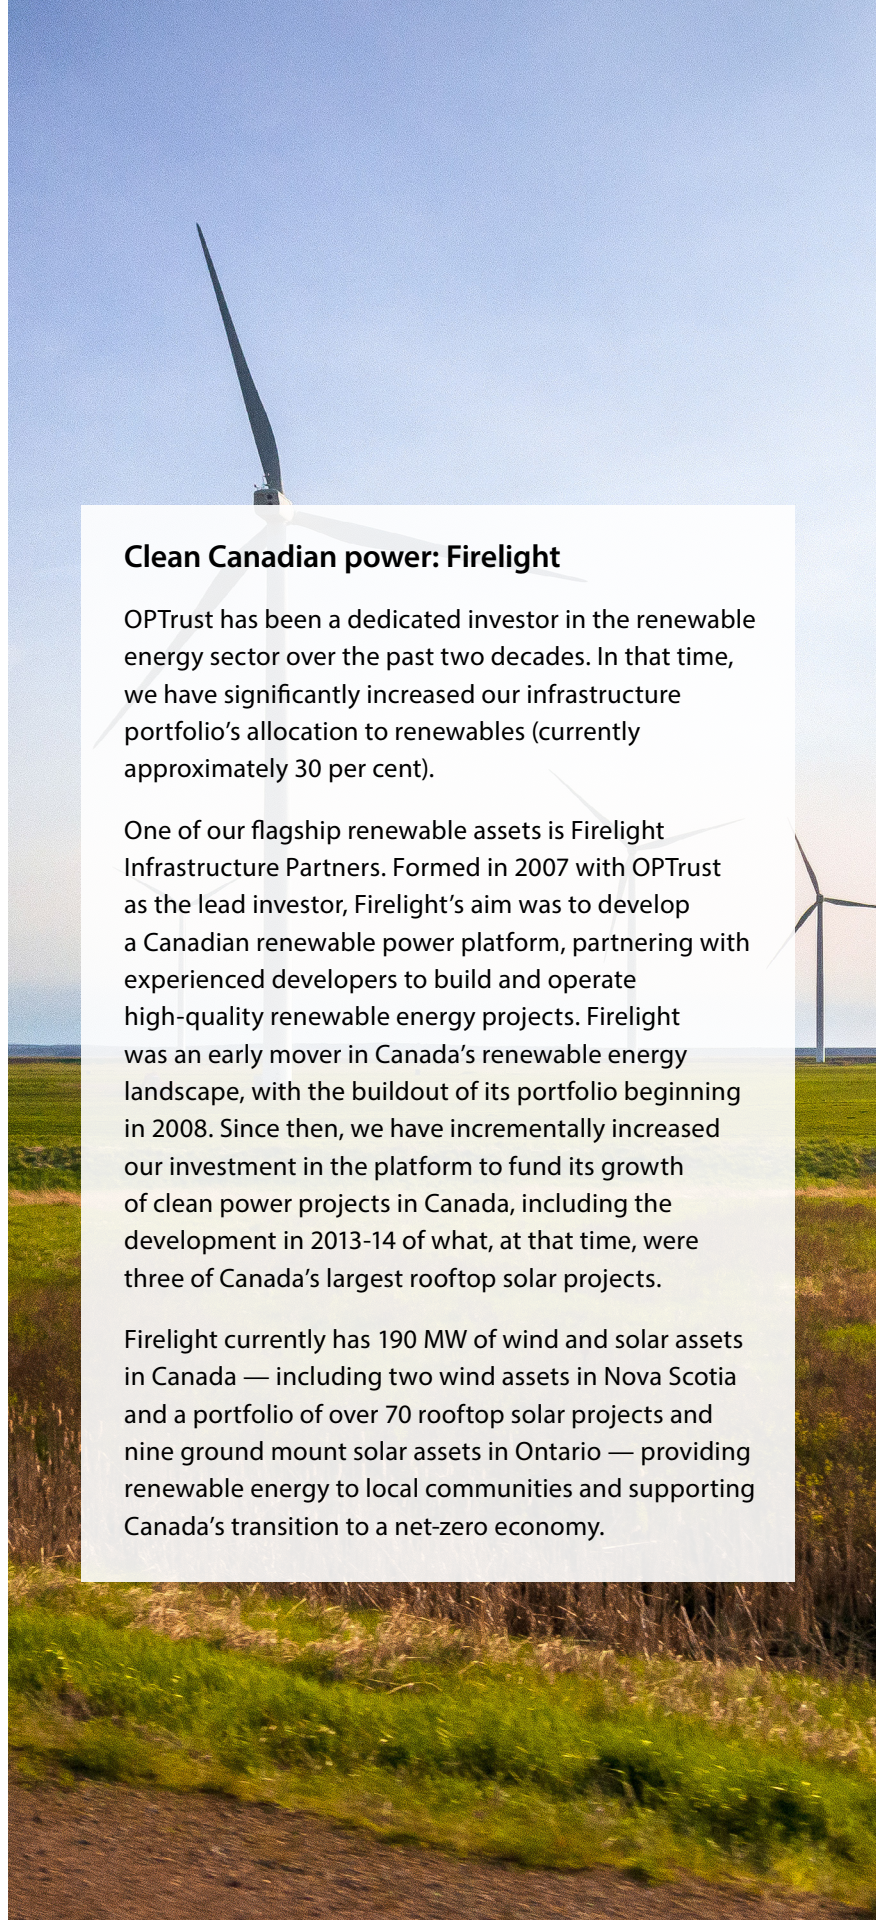 Clean Canadian power: Firelight
OPTrust has been a dedicated investor in the renewable
energy sector over the past two decades. In that time,
we have significantly increased our infrastructure
portfolio’s allocation to renewables (currently
approximately 30 per cent).
One of our flagship renewable assets is Firelight
Infrastructure Partners. Formed in 2007 with OPTrust
as the lead investor, Firelight’s aim was to develop
a Canadian renewable power platform, partnering with
experienced developers to build and operate
high-quality renewable energy projects. Firelight
was an early mover in Canada’s renewable energy
landscape, with the buildout of its portfolio beginning
in 2008. Since then, we have incrementally increased
our investment in the platform to fund its growth
of clean power projects in Canada, including the
development in 2013-14 of what, at that time, were
three of Canada’s largest rooftop solar projects.
Firelight currently has 190 MW of wind and solar assets
in Canada — including two wind assets in Nova Scotia
and a portfolio of over 70 rooftop solar projects and
nine ground mount solar assets in Ontario — providing
renewable energy to local communities and supporting
Canada’s transition to a net-zero economy.